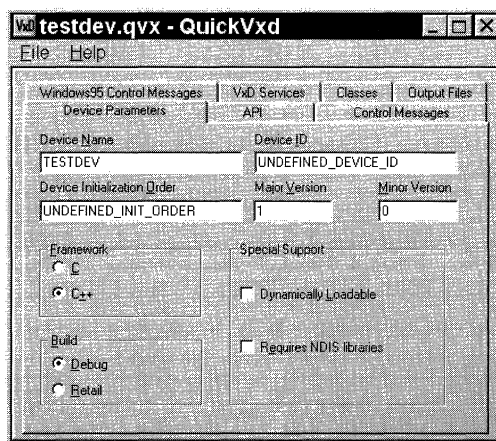 VxD testdev.qvx - QuickVxd
File Help
Windows95 Control Messages VxD Services Classes Output Files
Device Parameters API Control Messages
Device Name Device ID
TESTDEV UNDEFINED_DEVICE_ID
Device Initialization Order Major Version Minor Version
UNDEFINED_INIT_ORDER 1 0
Framework Special Support
C
C++ Dynamically Loadable
Build Requires NDIS libraries
Debug
Retail